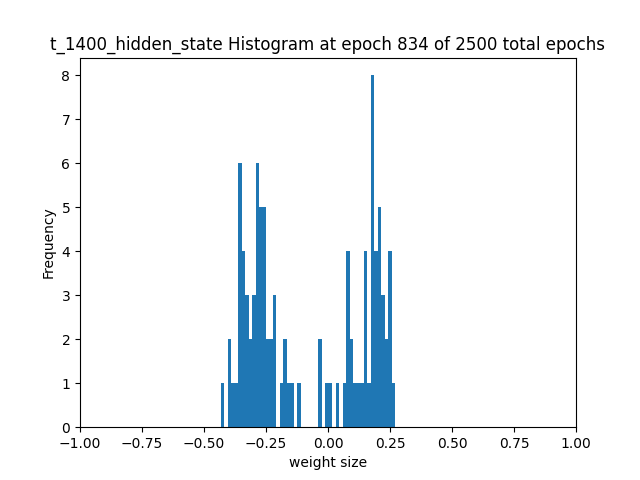 t_1400_hidden_state Histogram at epoch 834 of 2500 total epochs
8
7
6
5
4
3
2
1
0
Frequency
−1.00 −0.75 −0.50 −0.25 0.00 0.25 0.50 0.75 1.00
weight size